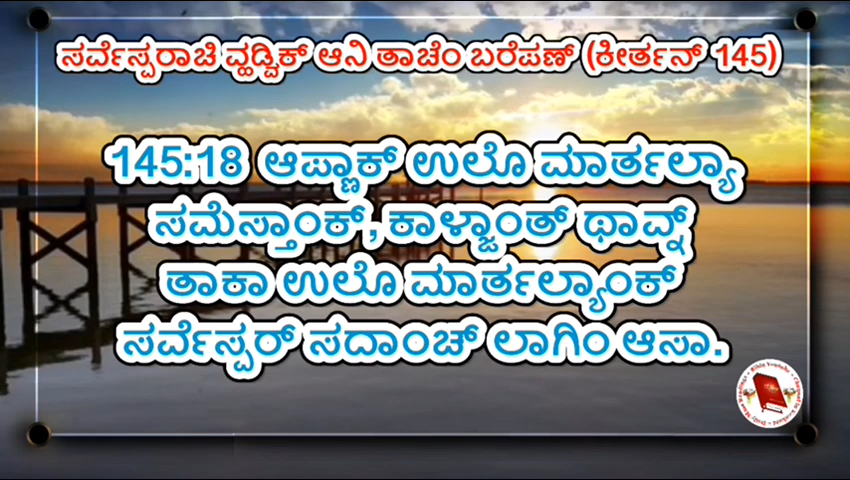 ಸರ್ವೆಸ್ಪರಾಚಿ ವ್ಹಡ್ವಿಕ್ ಆನಿ ತಾಚೆಂ ಬರೆಪಣ್ (ಕೀರ್ತನ್ 145)
145:18 ಆಪ್ಣಾಕ್ ಉಲೊ ಮಾರ್ತಲ್ಯಾ
ಸಮೆಸ್ತಾಂಕ್, ಕಾಳ್ಜಾಂತ್ ಥಾವ್ನ್
ತಾಕಾ ಉಲೊ ಮಾರ್ತಲ್ಯಾಂಕ್
ಸರ್ವೆಸ್ಪರ್ ಸದಾಂಚ್ ಲಾಗಿಂ ಆಸಾ.